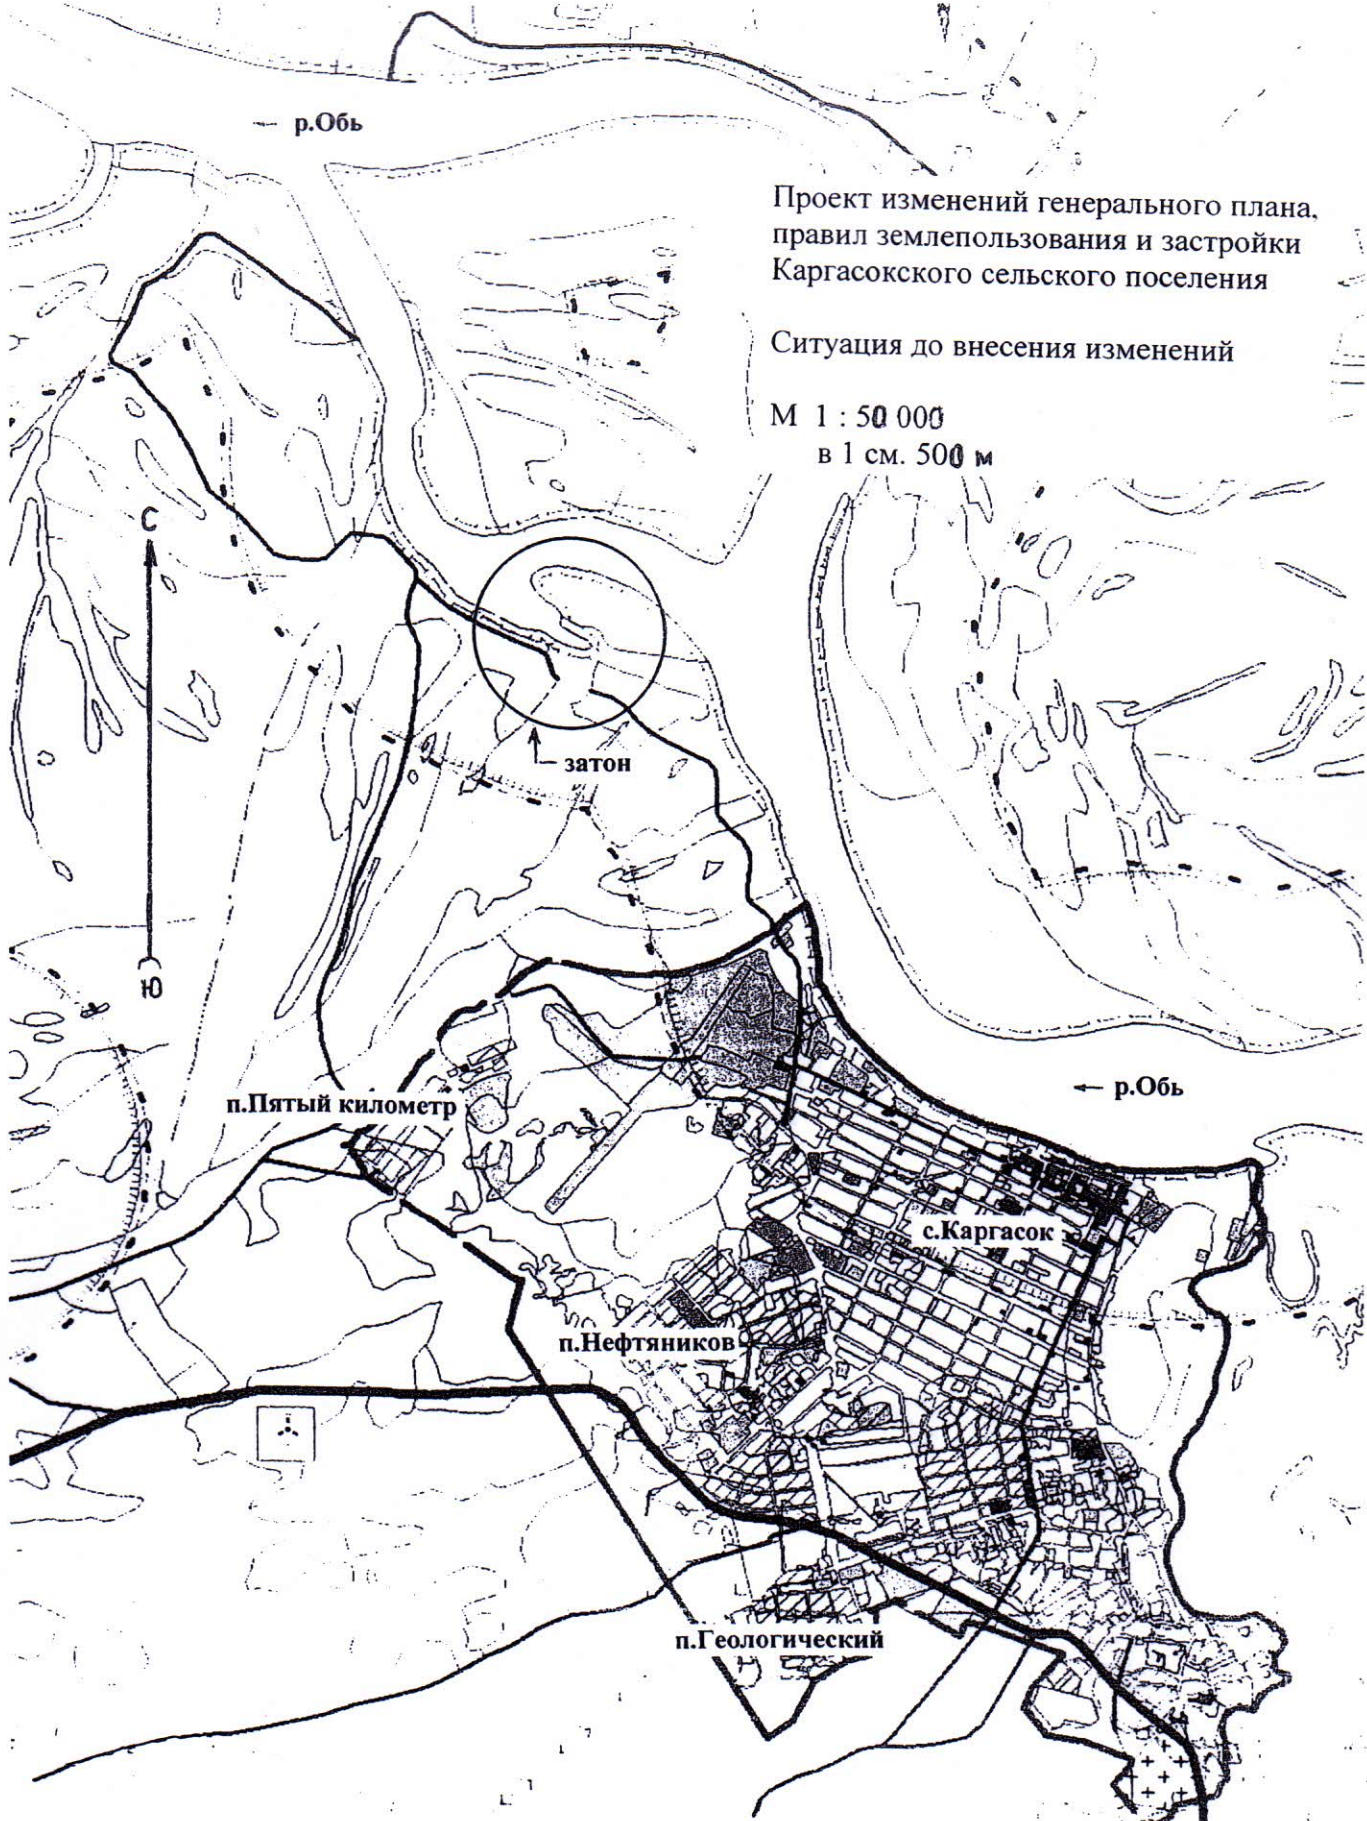 ← р.Обь
Проект изменений генерального плана,
правил землепользования и застройки
Каргасокского сельского поселения
Ситуация до внесения изменений
М 1 : 50 000
в 1 см. 500 м
С
затон
Ю
← р.Обь
п.Пятый километр
с.Каргасок
п.Нефтяников
п.Геологический